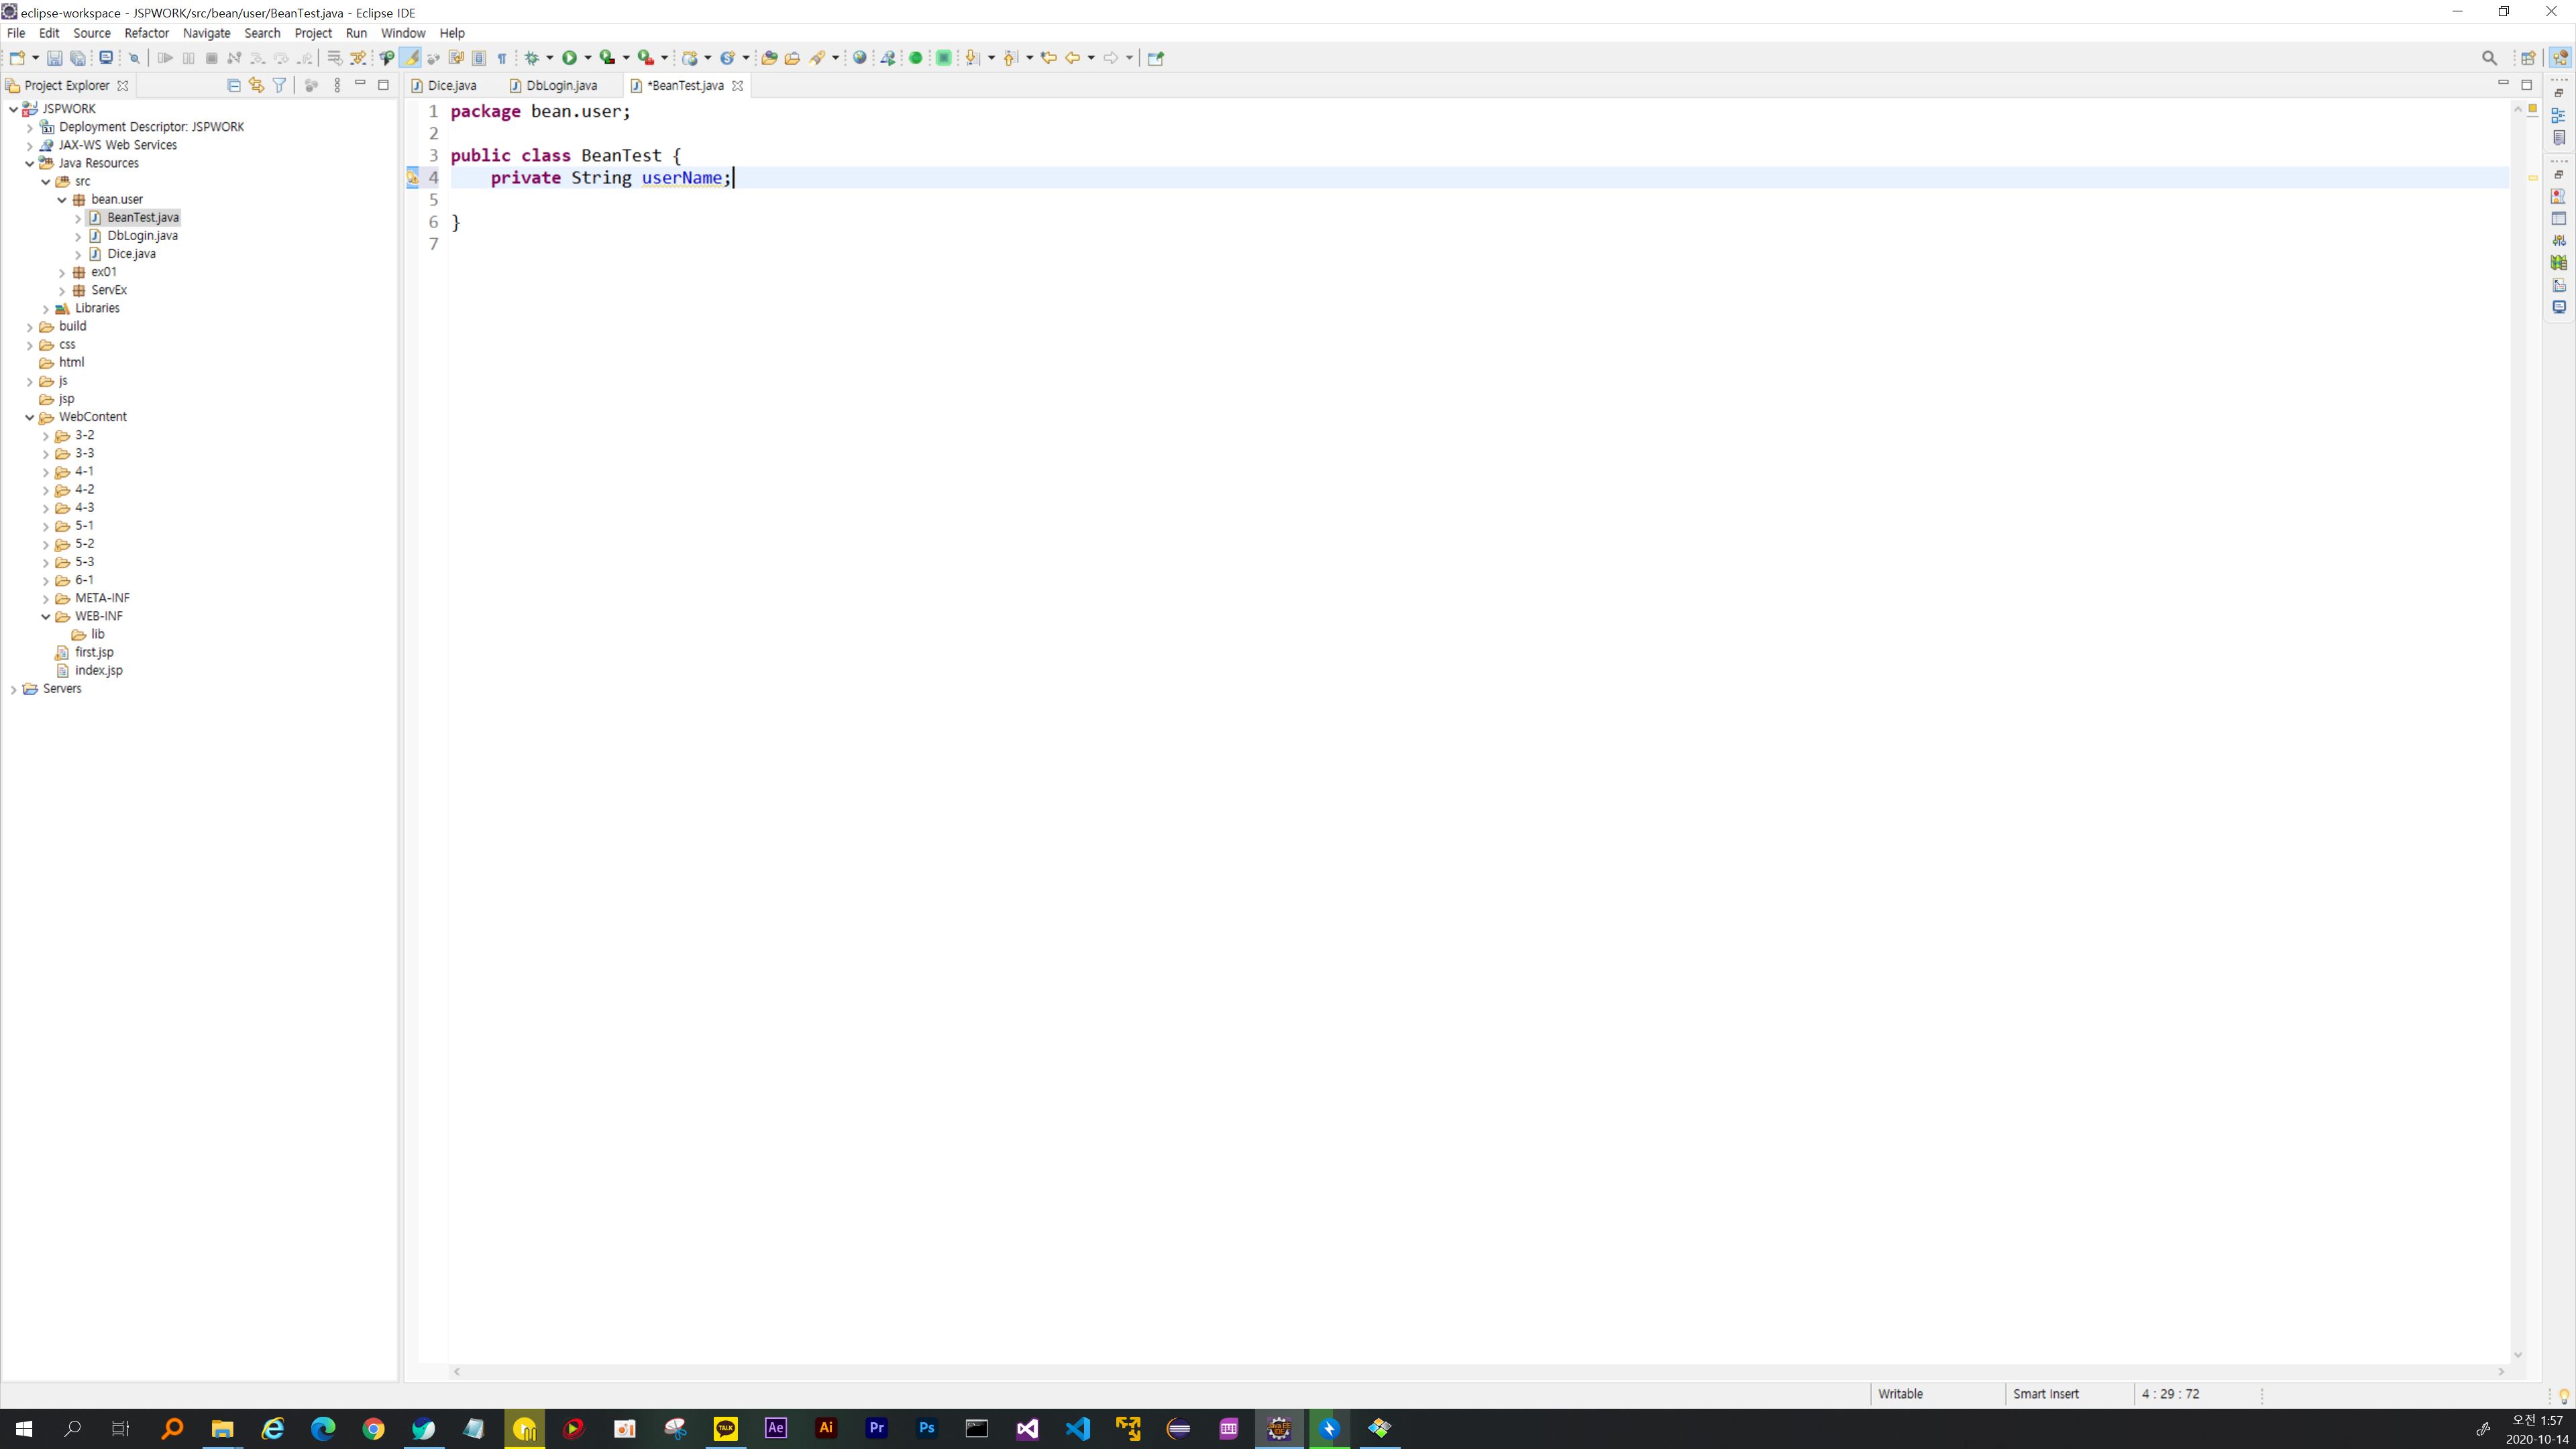 eclipse-workspace - JSPWORK/src/bean/user/BeanTest.java - Eclipse IDE
File Edit Source Refactor Navigate Search Project Run Window Help
Project Explorer
JSPWORK
Deployment Descriptor: JSPWORK
JAX-WS Web Services
Java Resources
src
bean.user
BeanTest.java
DbLogin.java
Dice.java
ex01
ServEx
Libraries
build
css
html
js
jsp
WebContent
3-2
3-3
4-1
4-2
4-3
5-1
5-2
5-3
6-1
META-INF
WEB-INF
lib
first.jsp
index.jsp
Servers
Dice.java DbLogin.java *BeanTest.java
1 package bean.user;
2
3 public class BeanTest {
4 private String userName;
5
6 }
7
Writable Smart Insert 4 : 29 : 72
TALK Ae Ai Pr Ps
오전 1:57
2020-10-14